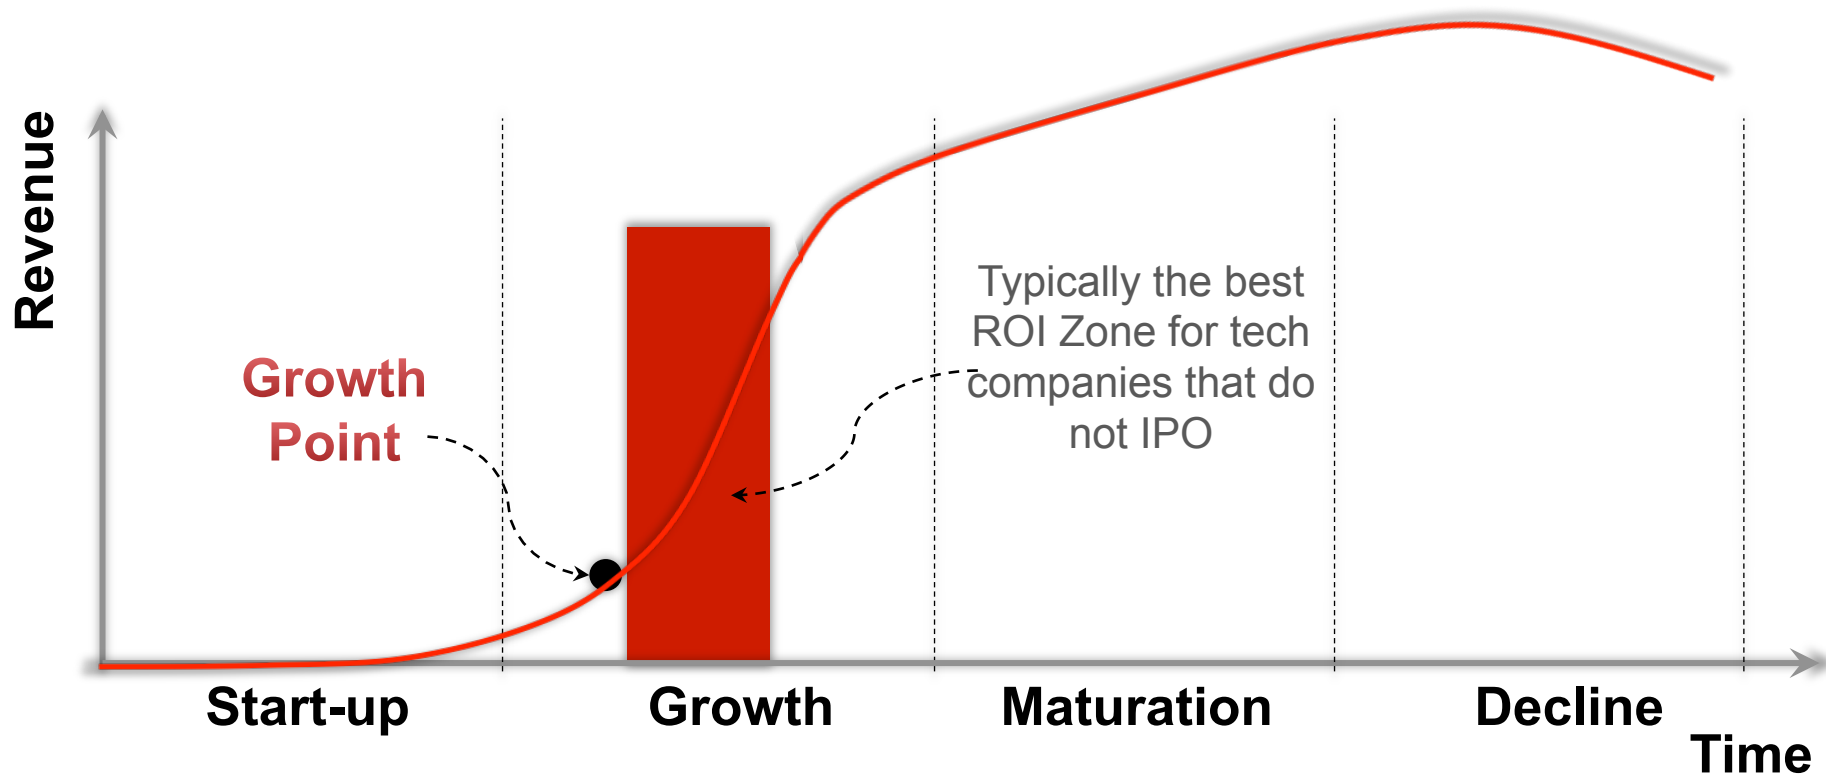 Revenue
Growth
Point
Typically the best
ROI Zone for tech
companies that do
not IPO
Start-up
Growth
Maturation
Decline
Time